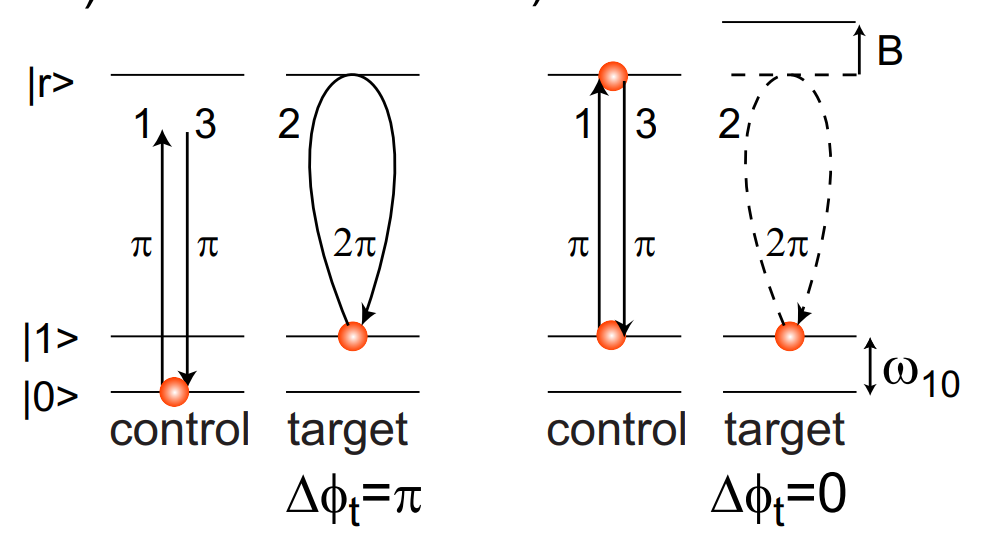 |r>
1 3
2
π π
2π
|1>
|0>
control target
Δϕt=π
B
1 3
2
π π
2π
ω10
control target
Δϕt=0